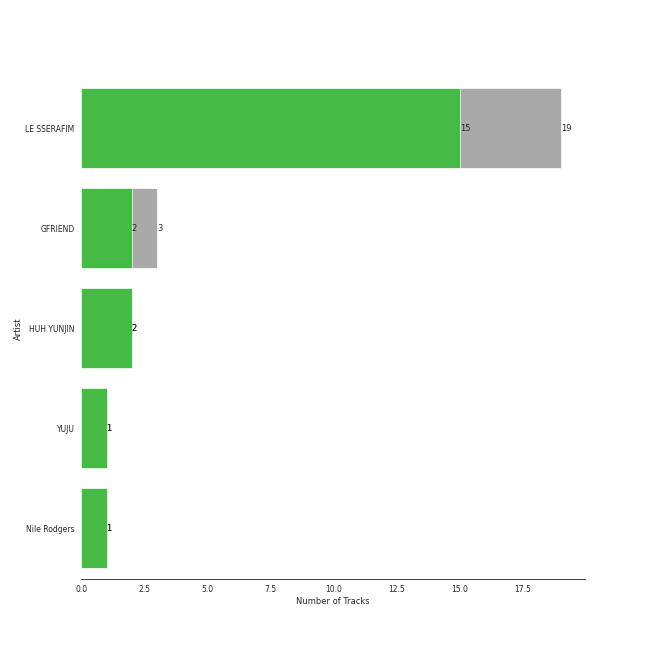 LE SSERAFIM 15 19
GFRIEND 2 3
HUH YUNJIN 2
YUJU 1
Nile Rodgers 1
Artist
0.0 2.5 5.0 7.5 10.0 12.5 15.0 17.5
Number of Tracks